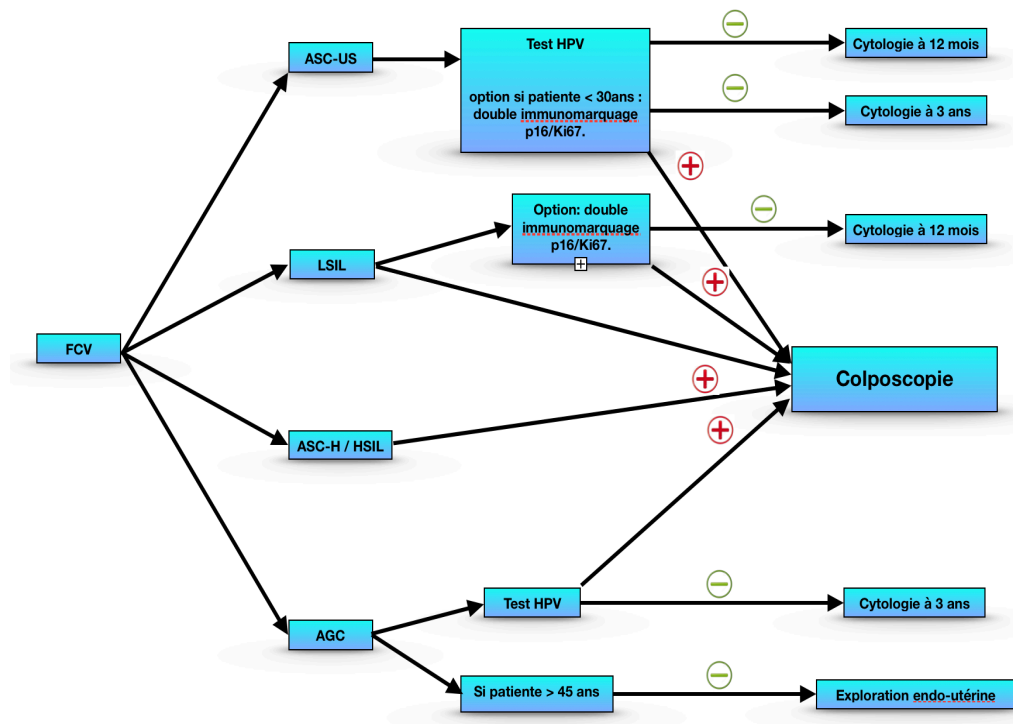 Test HPV
Cytologie à 12 mois
ASC-US
option si patiente < 30ans :
double immunomarquage
p16/Ki67.
Cytologie à 3 ans
Option: double
immunomarquage
p16/Ki67.
Cytologie à 12 mois
LSIL
FCV
Colposcopie
ASC-H / HSIL
Test HPV
Cytologie à 3 ans
AGC
Si patiente > 45 ans
Exploration endo-utérine